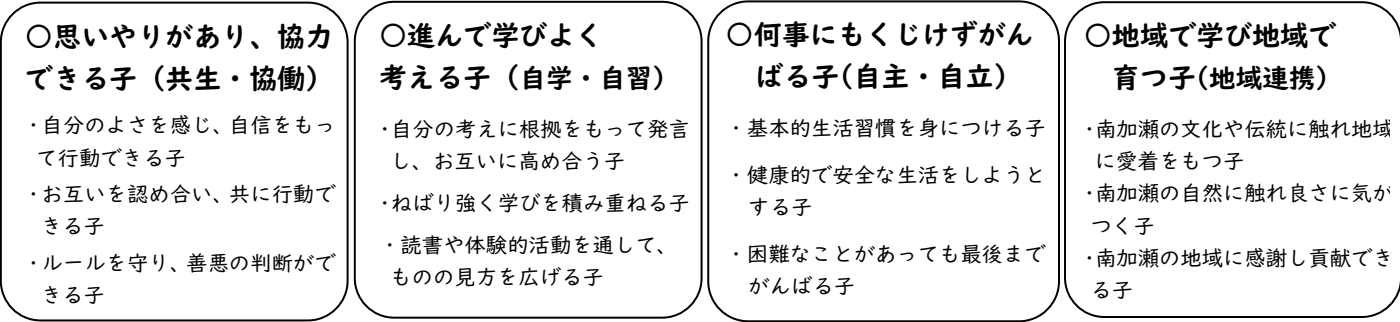 〇思いやりがあり、協力
できる子（共生・協働）
・自分のよさを感じ、自信をもっ
て行動できる子
・お互いを認め合い、共に行動で
きる子
・ルールを守り、善悪の判断がで
きる子
〇進んで学びよく
考える子（自学・自習）
・自分の考えに根拠をもって発言
し、お互いに高め合う子
・ねばり強く学びを積み重ねる子
・読書や体験的活動を通して、
ものの見方を広げる子
〇何事にもくじけずがん
ばる子(自主・自立)
・基本的生活習慣を身につける子
・健康的で安全な生活をしようと
する子
・困難なことがあっても最後まで
がんばる子
〇地域で学び地域で
育つ子(地域連携)
・南加瀬の文化や伝統に触れ地域
に愛着をもつ子
・南加瀬の自然に触れ良さに気が
つく子
・南加瀬の地域に感謝し貢献でき
る子